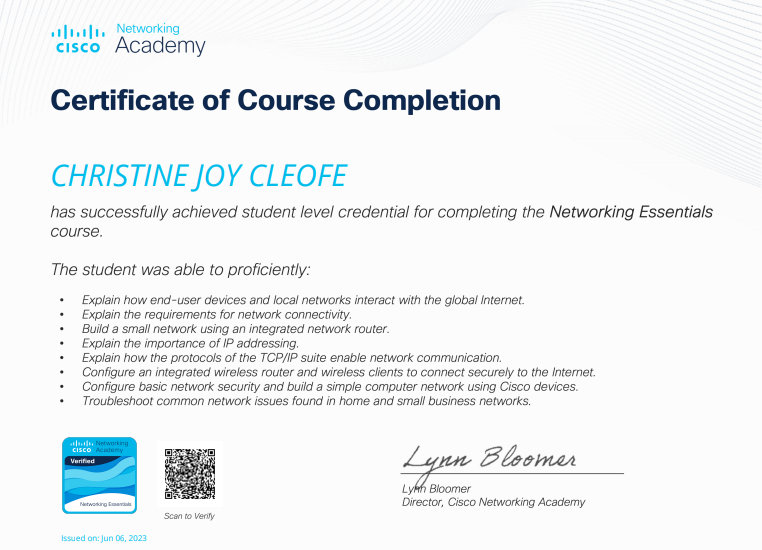 Networking
CISCO Academy
Certificate of Course Completion
CHRISTINE JOY CLEOFE
has successfully achieved student level credential for completing the Networking Essentials
course.
The student was able to proficiently:
• Explain how end-user devices and local networks interact with the global Internet.
• Explain the requirements for network connectivity.
• Build a small network using an integrated network router.
• Explain the importance of IP addressing.
• Explain how the protocols of the TCP/IP suite enable network communication.
• Configure an integrated wireless router and wireless clients to connect securely to the Internet.
• Configure basic network security and build a simple computer network using Cisco devices.
• Troubleshoot common network issues found in home and small business networks.
Networking
CISCO Academy
Verified
Networking Essentials
Scan to Verify
Lynn Bloomer
Lynn Bloomer
Director, Cisco Networking Academy
Issued on: Jun 06, 2023